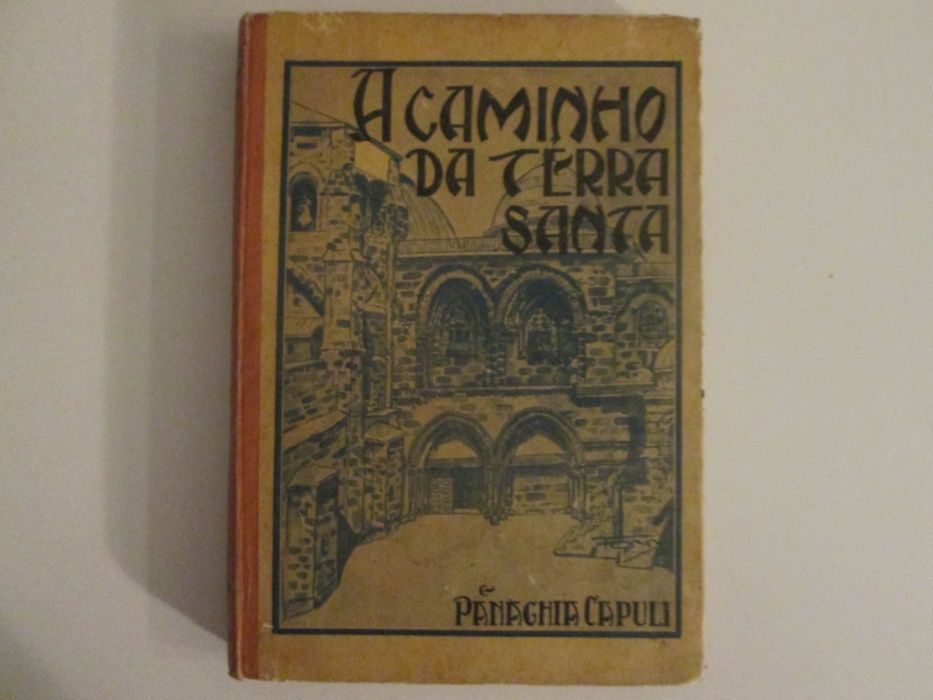 A CAMINHO
DA TERRA
SANTA
E
PANAGHIA CAPULI